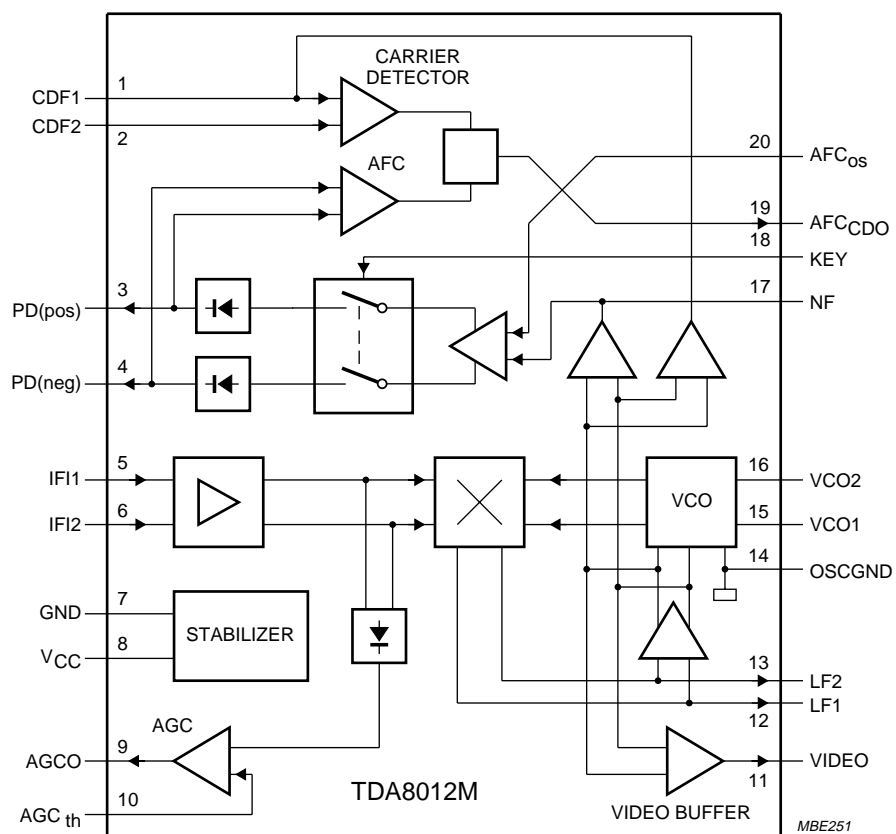 CARRIER
DETECTOR
CDF1
1
CDF2
2
20
AFCos
AFC
19
AFCCDO
18
KEY
17
NF
3
PD(pos)
4
PD(neg)
5
IFI1
6
IFI2
16
VCO2
VCO
15
VCO1
14
OSCGND
7
GND
STABILIZER
8
VCC
13
LF2
LF1
12
AGC
9
AGCO
VIDEO
11
10
AGC th
TDA8012M
VIDEO BUFFER
MBE251